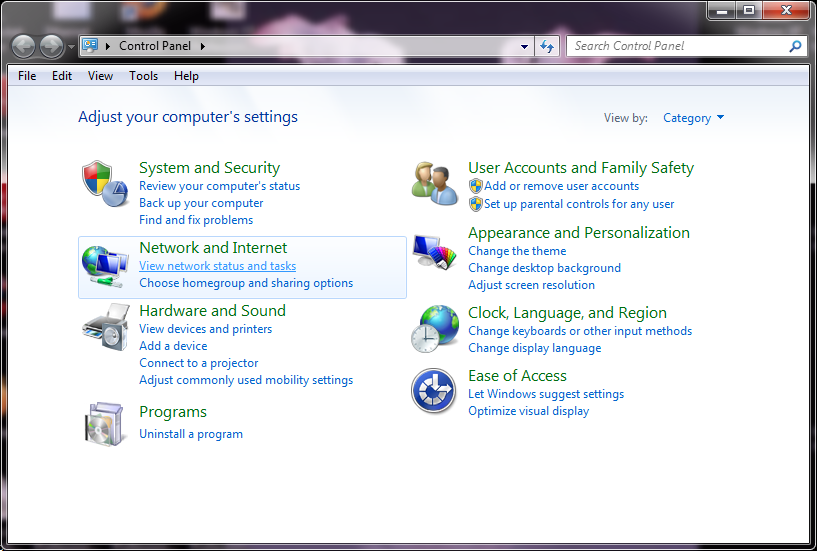 Control Panel
Search Control Panel
File Edit View Tools Help
Adjust your computer's settings
View by: Category
System and Security
Review your computer's status
Back up your computer
Find and fix problems
Network and Internet
View network status and tasks
Choose homegroup and sharing options
Hardware and Sound
View devices and printers
Add a device
Connect to a projector
Adjust commonly used mobility settings
Programs
Uninstall a program
User Accounts and Family Safety
Add or remove user accounts
Set up parental controls for any user
Appearance and Personalization
Change the theme
Change desktop background
Adjust screen resolution
Clock, Language, and Region
Change keyboards or other input methods
Change display language
Ease of Access
Let Windows suggest settings
Optimize visual display